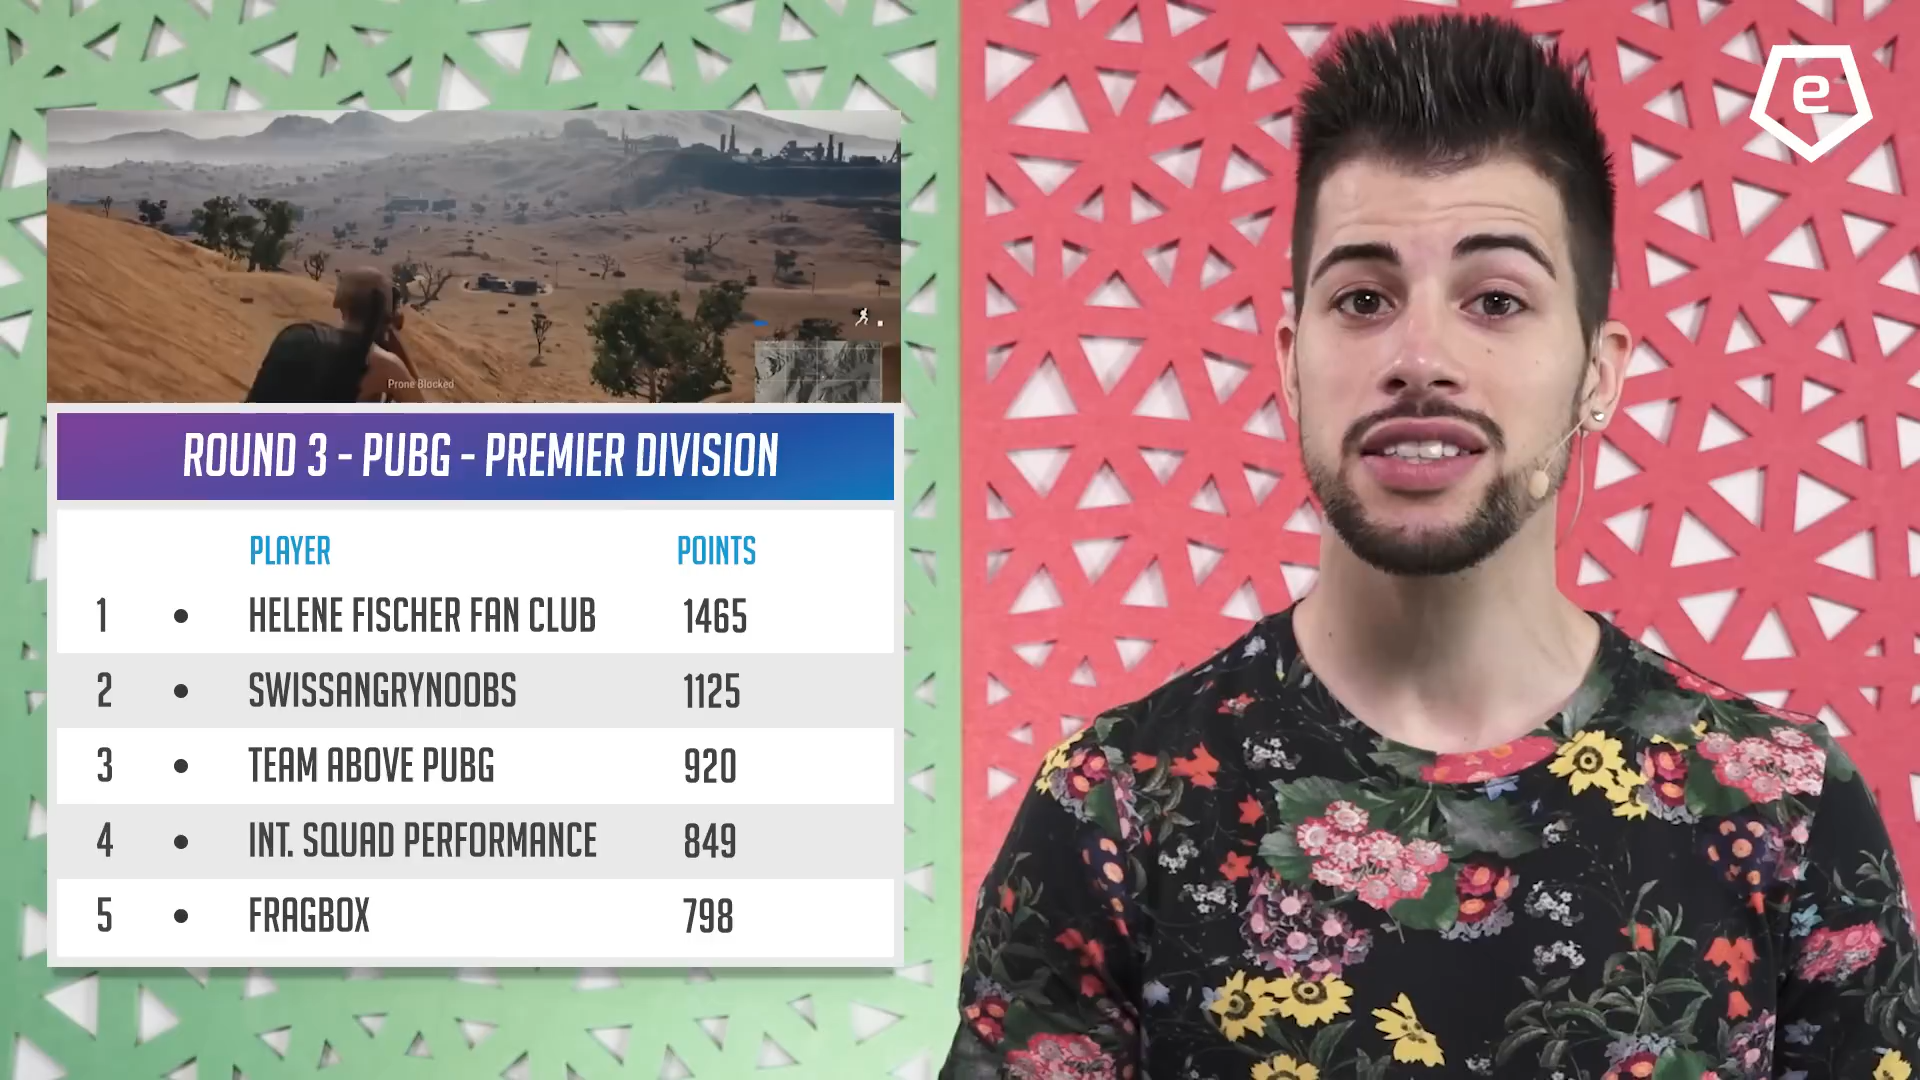 e
Prone Blocked
ROUND 3 - PUBG - PREMIER DIVISION
PLAYER POINTS
1 • HELENE FISCHER FAN CLUB 1465
2 • SWISSANGRYNOOBS 1125
3 • TEAM ABOVE PUBG 920
4 • INT. SQUAD PERFORMANCE 849
5 • FRAGBOX 798